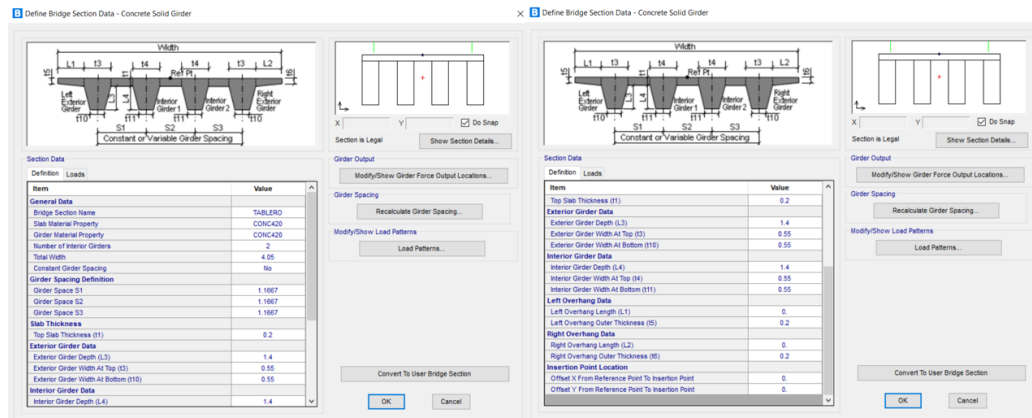 B Define Bridge Section Data - Concrete Solid Girder
Width
L1 t3 t4 t4 t3 L2
t5 t1 Ref Pt t6
Left Exterior Girder
L3 L4
Interior Girder 1
Interior Girder 2
Right Exterior Girder
t10 t11 t11 t10
S1 S2 S3
Constant or Variable Girder Spacing
X Y Do Snap
Section is Legal Show Section Details...
Section Data
Definition Loads
Item Value
General Data
Bridge Section Name TABLERO
Slab Material Property CONC420
Girder Material Property CONC420
Number of Interior Girders 2
Total Width 4.05
Constant Girder Spacing No
Girder Spacing Definition
Girder Space S1 1.1667
Girder Space S2 1.1667
Girder Space S3 1.1667
Slab Thickness
Top Slab Thickness (t1) 0.2
Exterior Girder Data
Exterior Girder Depth (L3) 1.4
Exterior Girder Width At Top (t3) 0.55
Exterior Girder Width At Bottom (t10) 0.55
Interior Girder Data
Interior Girder Depth (L4) 1.4
Girder Output
Modify/Show Girder Force Output Locations...
Girder Spacing
Recalculate Girder Spacing...
Modify/Show Load Patterns
Load Patterns...
Convert To User Bridge Section
OK Cancel
B Define Bridge Section Data - Concrete Solid Girder
Width
L1 t3 t4 t4 t3 L2
t5 t1 Ref Pt t6
Left Exterior Girder
L3 L4
Interior Girder 1
Interior Girder 2
Right Exterior Girder
t10 t11 t11 t10
S1 S2 S3
Constant or Variable Girder Spacing
X Y Do Snap
Section is Legal Show Section Details...
Section Data
Definition Loads
Item Value
Top Slab Thickness (t1) 0.2
Exterior Girder Data
Exterior Girder Depth (L3) 1.4
Exterior Girder Width At Top (t3) 0.55
Exterior Girder Width At Bottom (t10) 0.55
Interior Girder Data
Interior Girder Depth (L4) 1.4
Interior Girder Width At Top (t4) 0.55
Interior Girder Width At Bottom (t11) 0.55
Left Overhang Data
Left Overhang Length (L1) 0.
Left Overhang Outer Thickness (t5) 0.2
Right Overhang Data
Right Overhang Length (L2) 0.
Right Overhang Outer Thickness (t6) 0.2
Insertion Point Location
Offset X From Reference Point To Insertion Point 0.
Offset Y From Reference Point To Insertion Point 0.
Girder Output
Modify/Show Girder Force Output Locations...
Girder Spacing
Recalculate Girder Spacing...
Modify/Show Load Patterns
Load Patterns...
Convert To User Bridge Section
OK Cancel